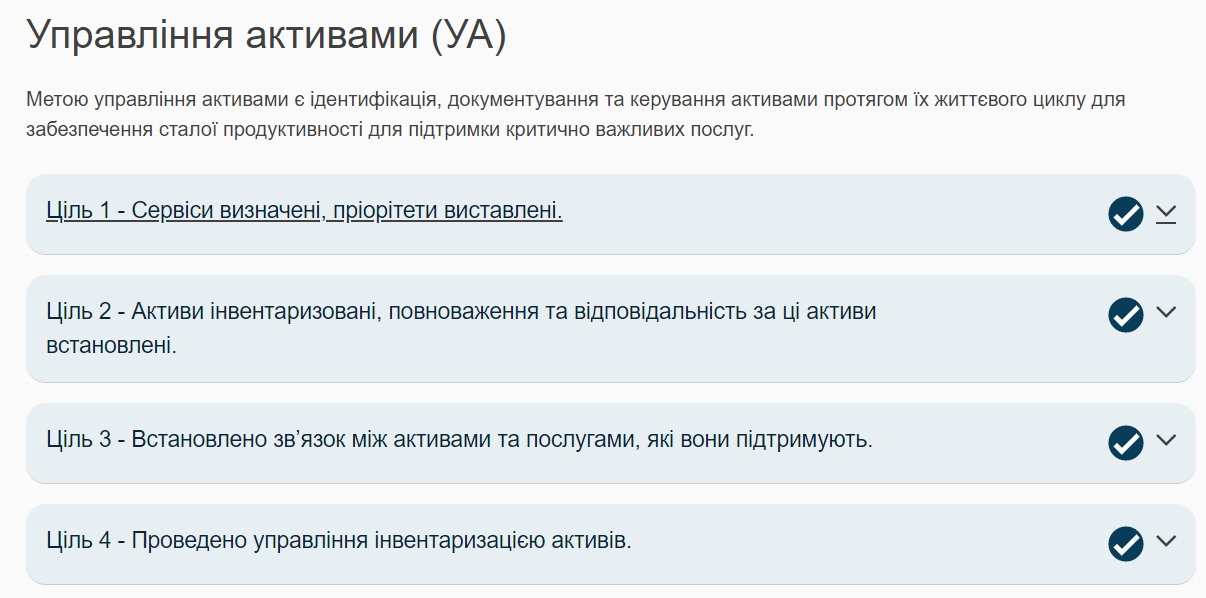 Управління активами (УА)
Метою управління активами є ідентифікація, документування та керування активами протягом їх життєвого циклу для
забезпечення сталої продуктивності для підтримки критично важливих послуг.
Ціль 1 - Сервіси визначені, пріорітети виставлені.
Ціль 2 - Активи інвентаризовані, повноваження та відповідальність за ці активи
встановлені.
Ціль 3 - Встановлено зв’язок між активами та послугами, які вони підтримують.
Ціль 4 - Проведено управління інвентаризацією активів.